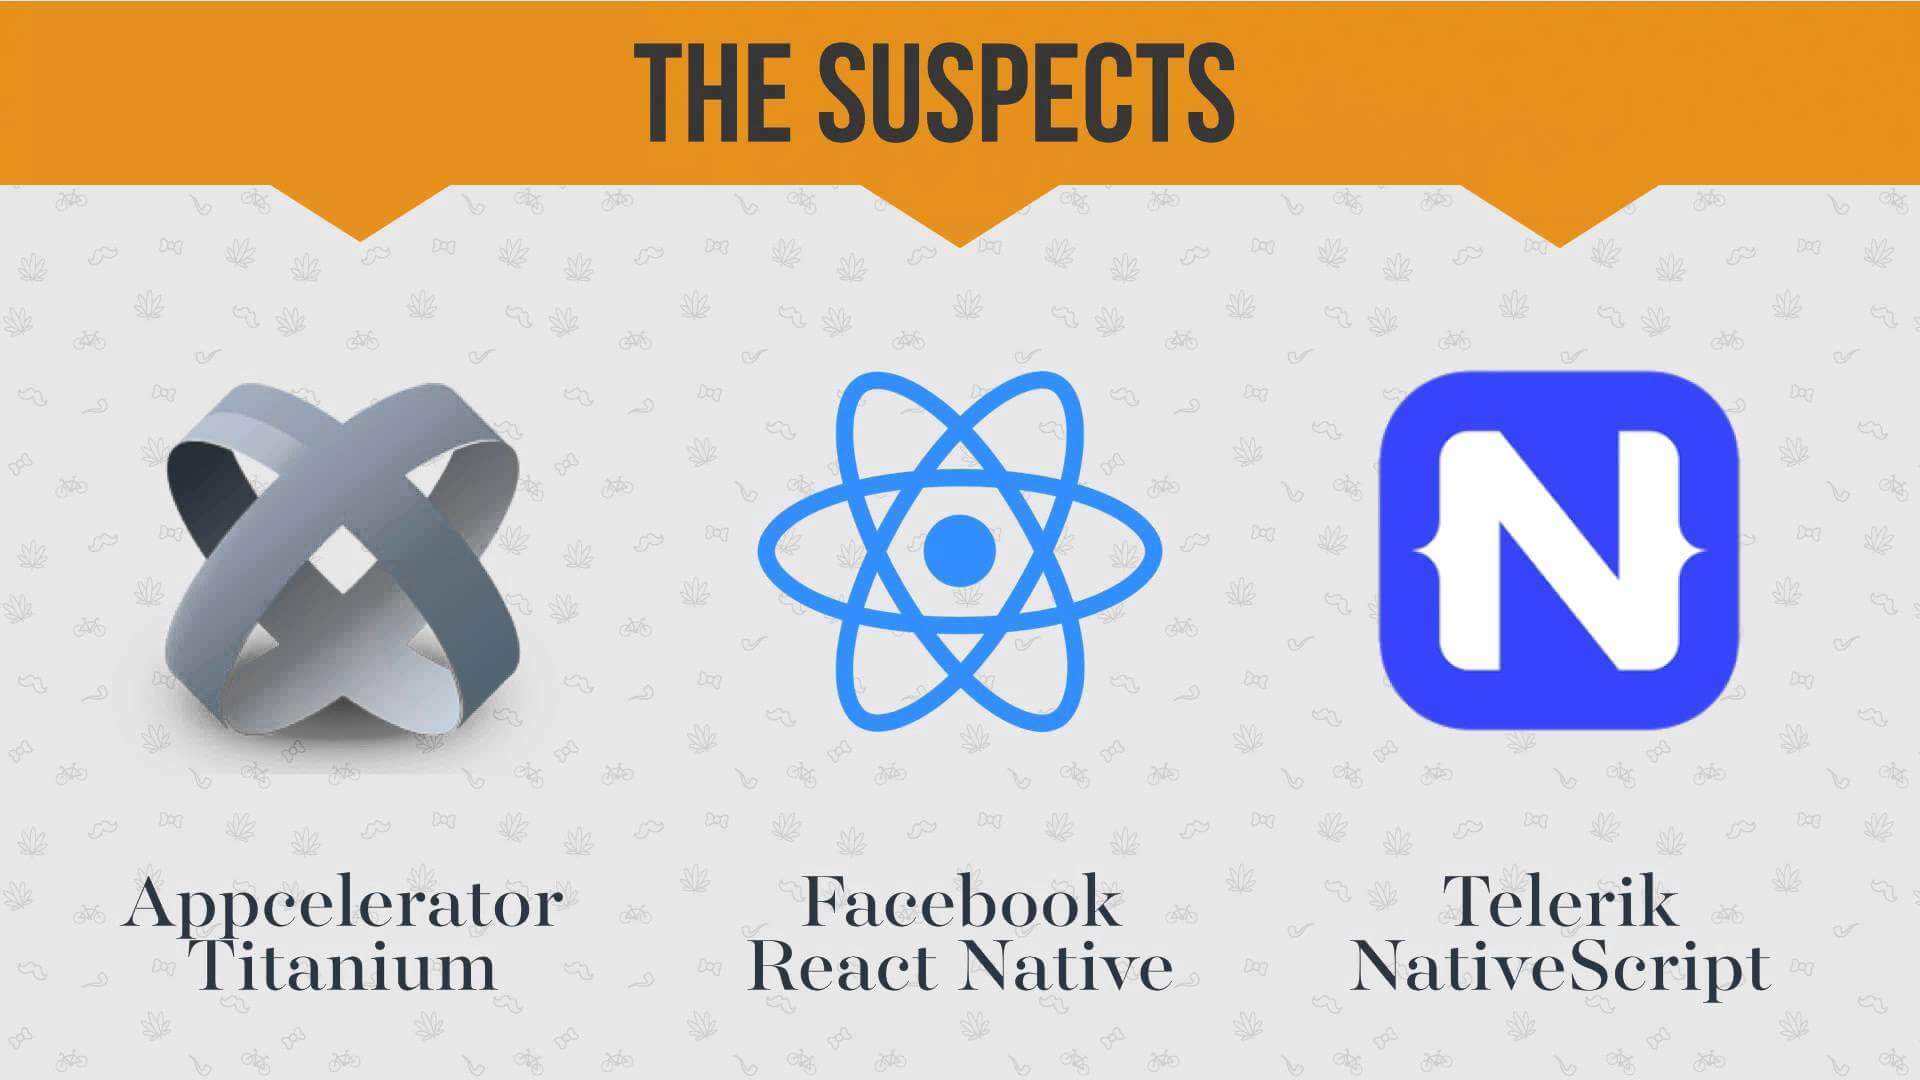 THE SUSPECTS
Appcelerator
Titanium
Facebook
React Native
Telerik
NativeScript